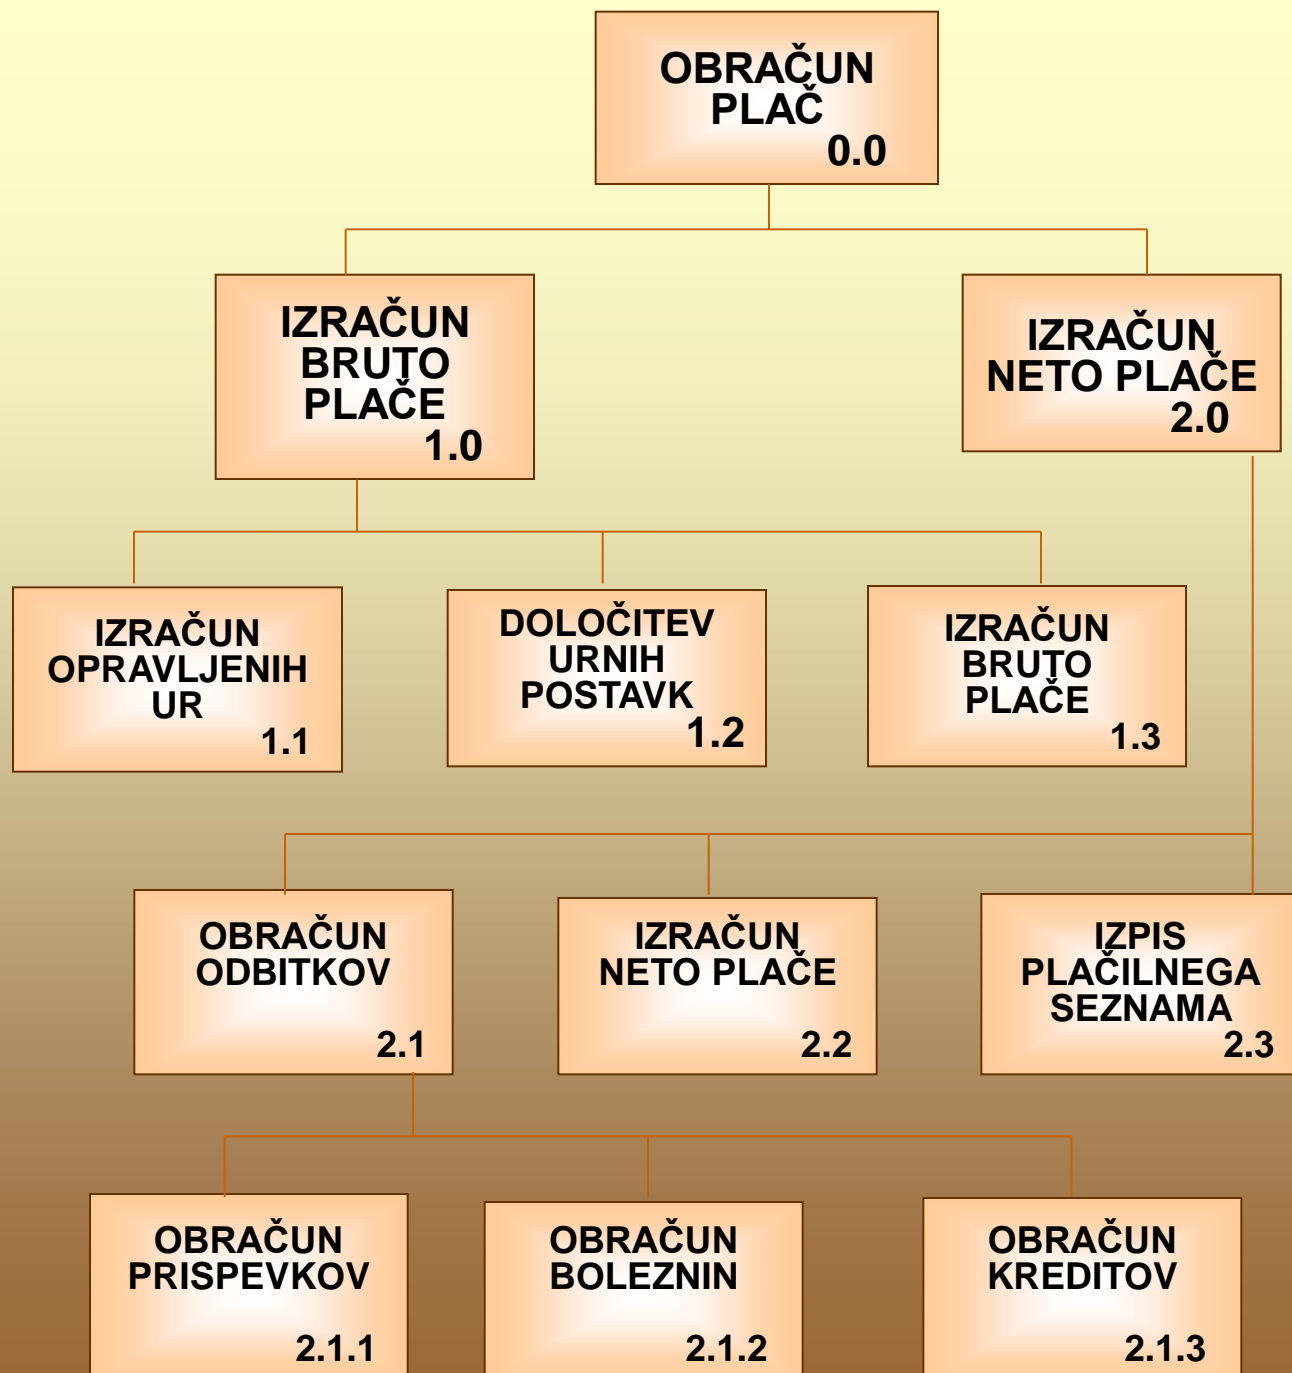 OBRAČUN
PLAČ
0.0
IZRAČUN
BRUTO
PLAČE
1.0
IZRAČUN
NETO PLAČE
2.0
IZRAČUN
OPRAVLJENIH
UR
1.1
DOLOČITEV
URNIH
POSTAVK
1.2
IZRAČUN
BRUTO
PLAČE
1.3
OBRAČUN
ODBITKOV
2.1
IZRAČUN
NETO PLAČE
2.2
IZPIS
PLAČILNEGA
SEZNAMA
2.3
OBRAČUN
PRISPEVKOV
2.1.1
OBRAČUN
BOLEZNIN
2.1.2
OBRAČUN
KREDITOV
2.1.3